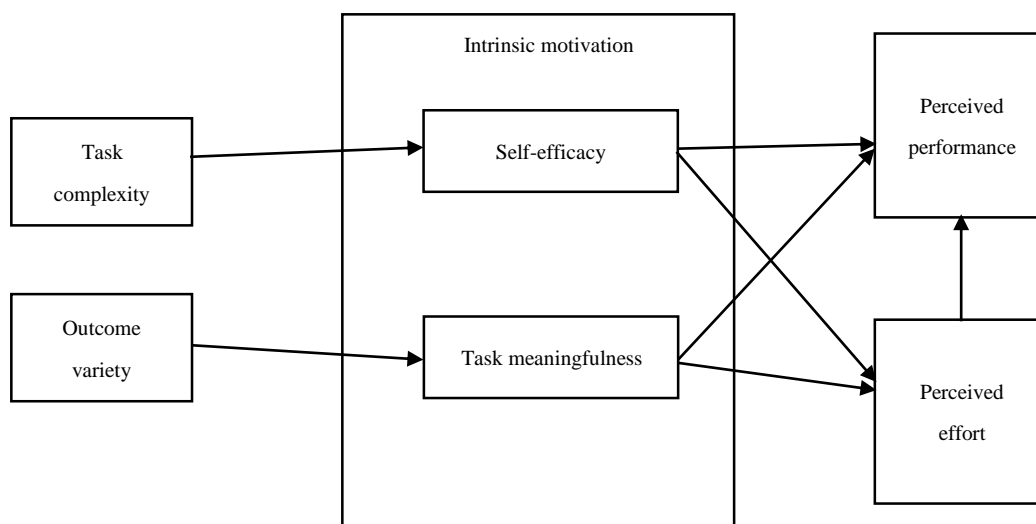 Intrinsic motivation
Task
complexity
Self-efficacy
Perceived
performance
Outcome
variety
Task meaningfulness
Perceived
effort